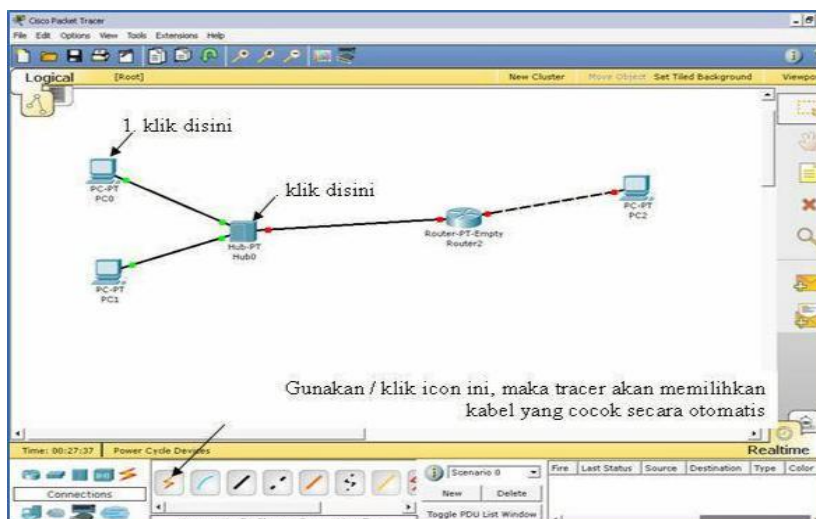 Cisco Packet Tracer
File Edit Options View Tools Extensions Help
Logical [Root] New Cluster Move Object Set Tiled Background Viewpo
1. klik disini
PC-PT
PC0
. klik disini
PC-PT
PC2
Router-PT-Empty
Router2
Hub-PT
Hub0
PC-PT
PC1
Gunakan / klik icon ini, maka tracer akan memilihkan
kabel yang cocok secara otomatis
Time: 00:27:37 Power Cycle Devices Realtime
Scenario 0 Fire Last Status Source Destination Type Color
Connections
New Delete
Toggle PDU List Window